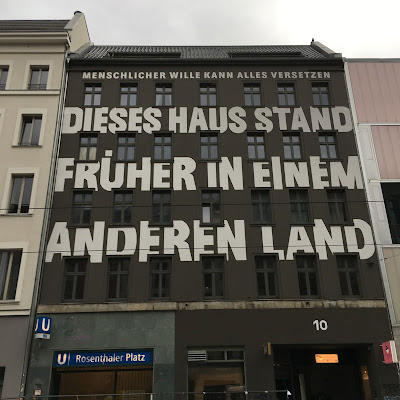 MENSCHLICHER WILLE KANN ALLES VERSETZEN
DIESES HAUS STAND
FRÜHER IN EINEM
ANDEREN LAND
10
U
U
U Rosenthaler Platz